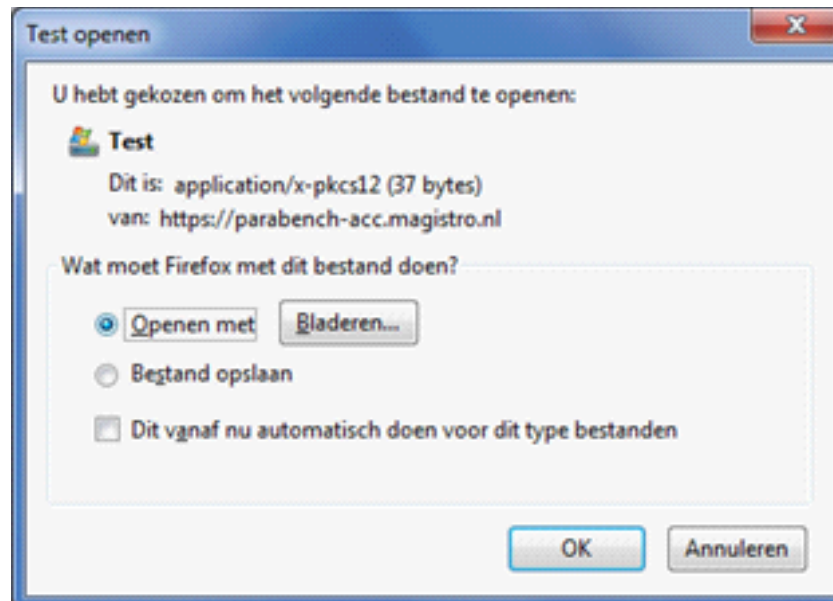 Test openen
U hebt gekozen om het volgende bestand te openen:
Test
Dit is: application/x-pkcs12 (37 bytes)
van: https://parabench-acc.magistro.nl
Wat moet Firefox met dit bestand doen?
Openen met Bladeren...
Bestand opslaan
Dit vanaf nu automatisch doen voor dit type bestanden
OK Annuleren